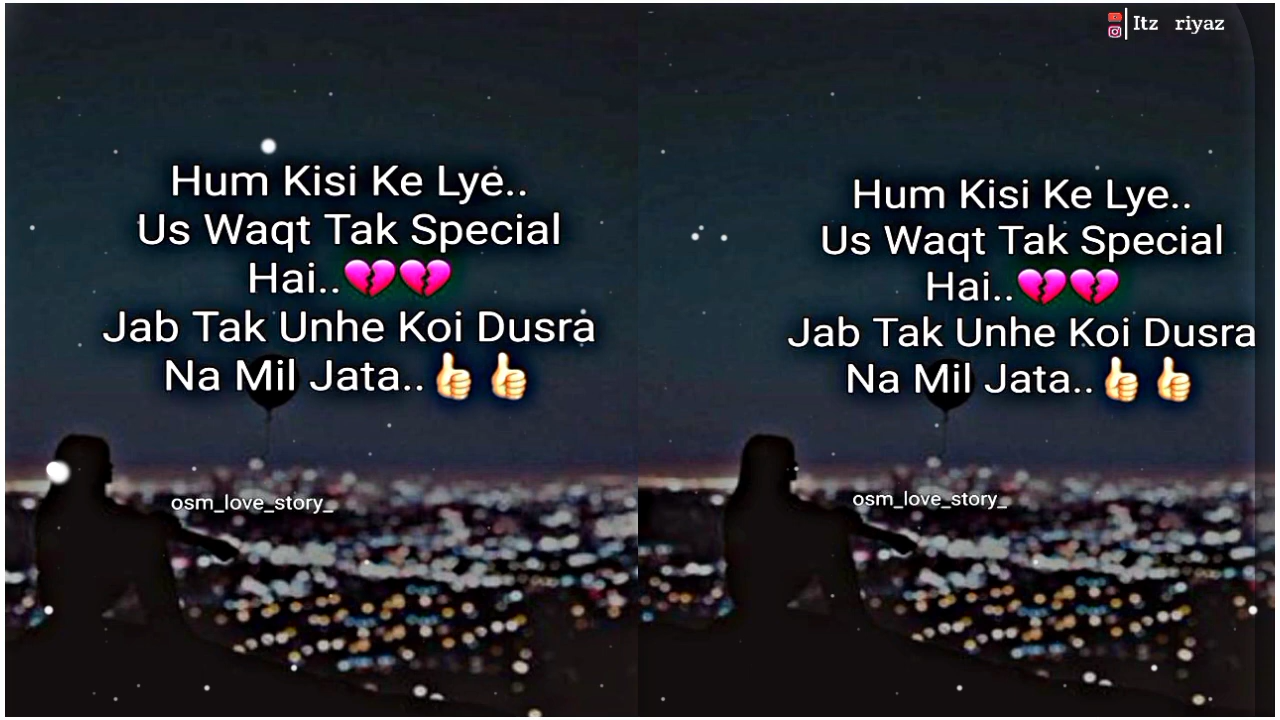 Itz riyaz
Hum Kisi Ke Lye..
Us Waqt Tak Special
Hai..💔💔
Jab Tak Unhe Koi Dusra
Na Mil Jata..👍🏻👍🏻
osm_love_story_
Hum Kisi Ke Lye..
Us Waqt Tak Special
Hai..💔💔
Jab Tak Unhe Koi Dusra
Na Mil Jata..👍🏻👍🏻
osm_love_story_